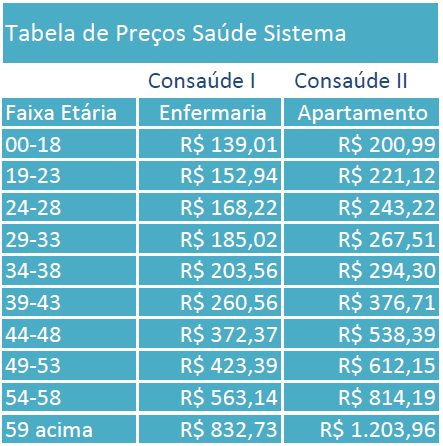 Tabela de Preços Saúde Sistema
Consaúde I Consaúde II
Faixa Etária Enfermaria Apartamento
00-18 R$ 139,01 R$ 200,99
19-23 R$ 152,94 R$ 221,12
24-28 R$ 168,22 R$ 243,22
29-33 R$ 185,02 R$ 267,51
34-38 R$ 203,56 R$ 294,30
39-43 R$ 260,56 R$ 376,71
44-48 R$ 372,37 R$ 538,39
49-53 R$ 423,39 R$ 612,15
54-58 R$ 563,14 R$ 814,19
59 acima R$ 832,73 R$ 1.203,96